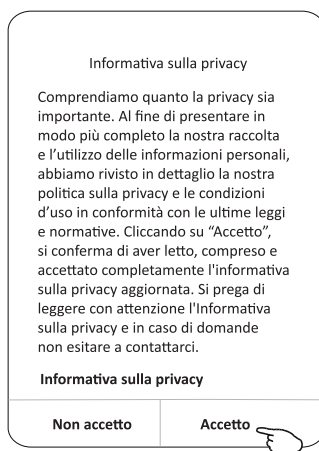 Informativa sulla privacy
Comprendiamo quanto la privacy sia
importante. Al fine di presentare in
modo più completo la nostra raccolta
e l'utilizzo delle informazioni personali,
abbiamo rivisto in dettaglio la nostra
politica sulla privacy e le condizioni
d'uso in conformità con le ultime leggi
e normative. Cliccando su “Accetto”,
si conferma di aver letto, compreso e
accettato completamente l'informativa
sulla privacy aggiornata. Si prega di
leggere con attenzione l'Informativa
sulla privacy e in caso di domande
non esitare a contattarci.
Informativa sulla privacy
Non accetto Accetto